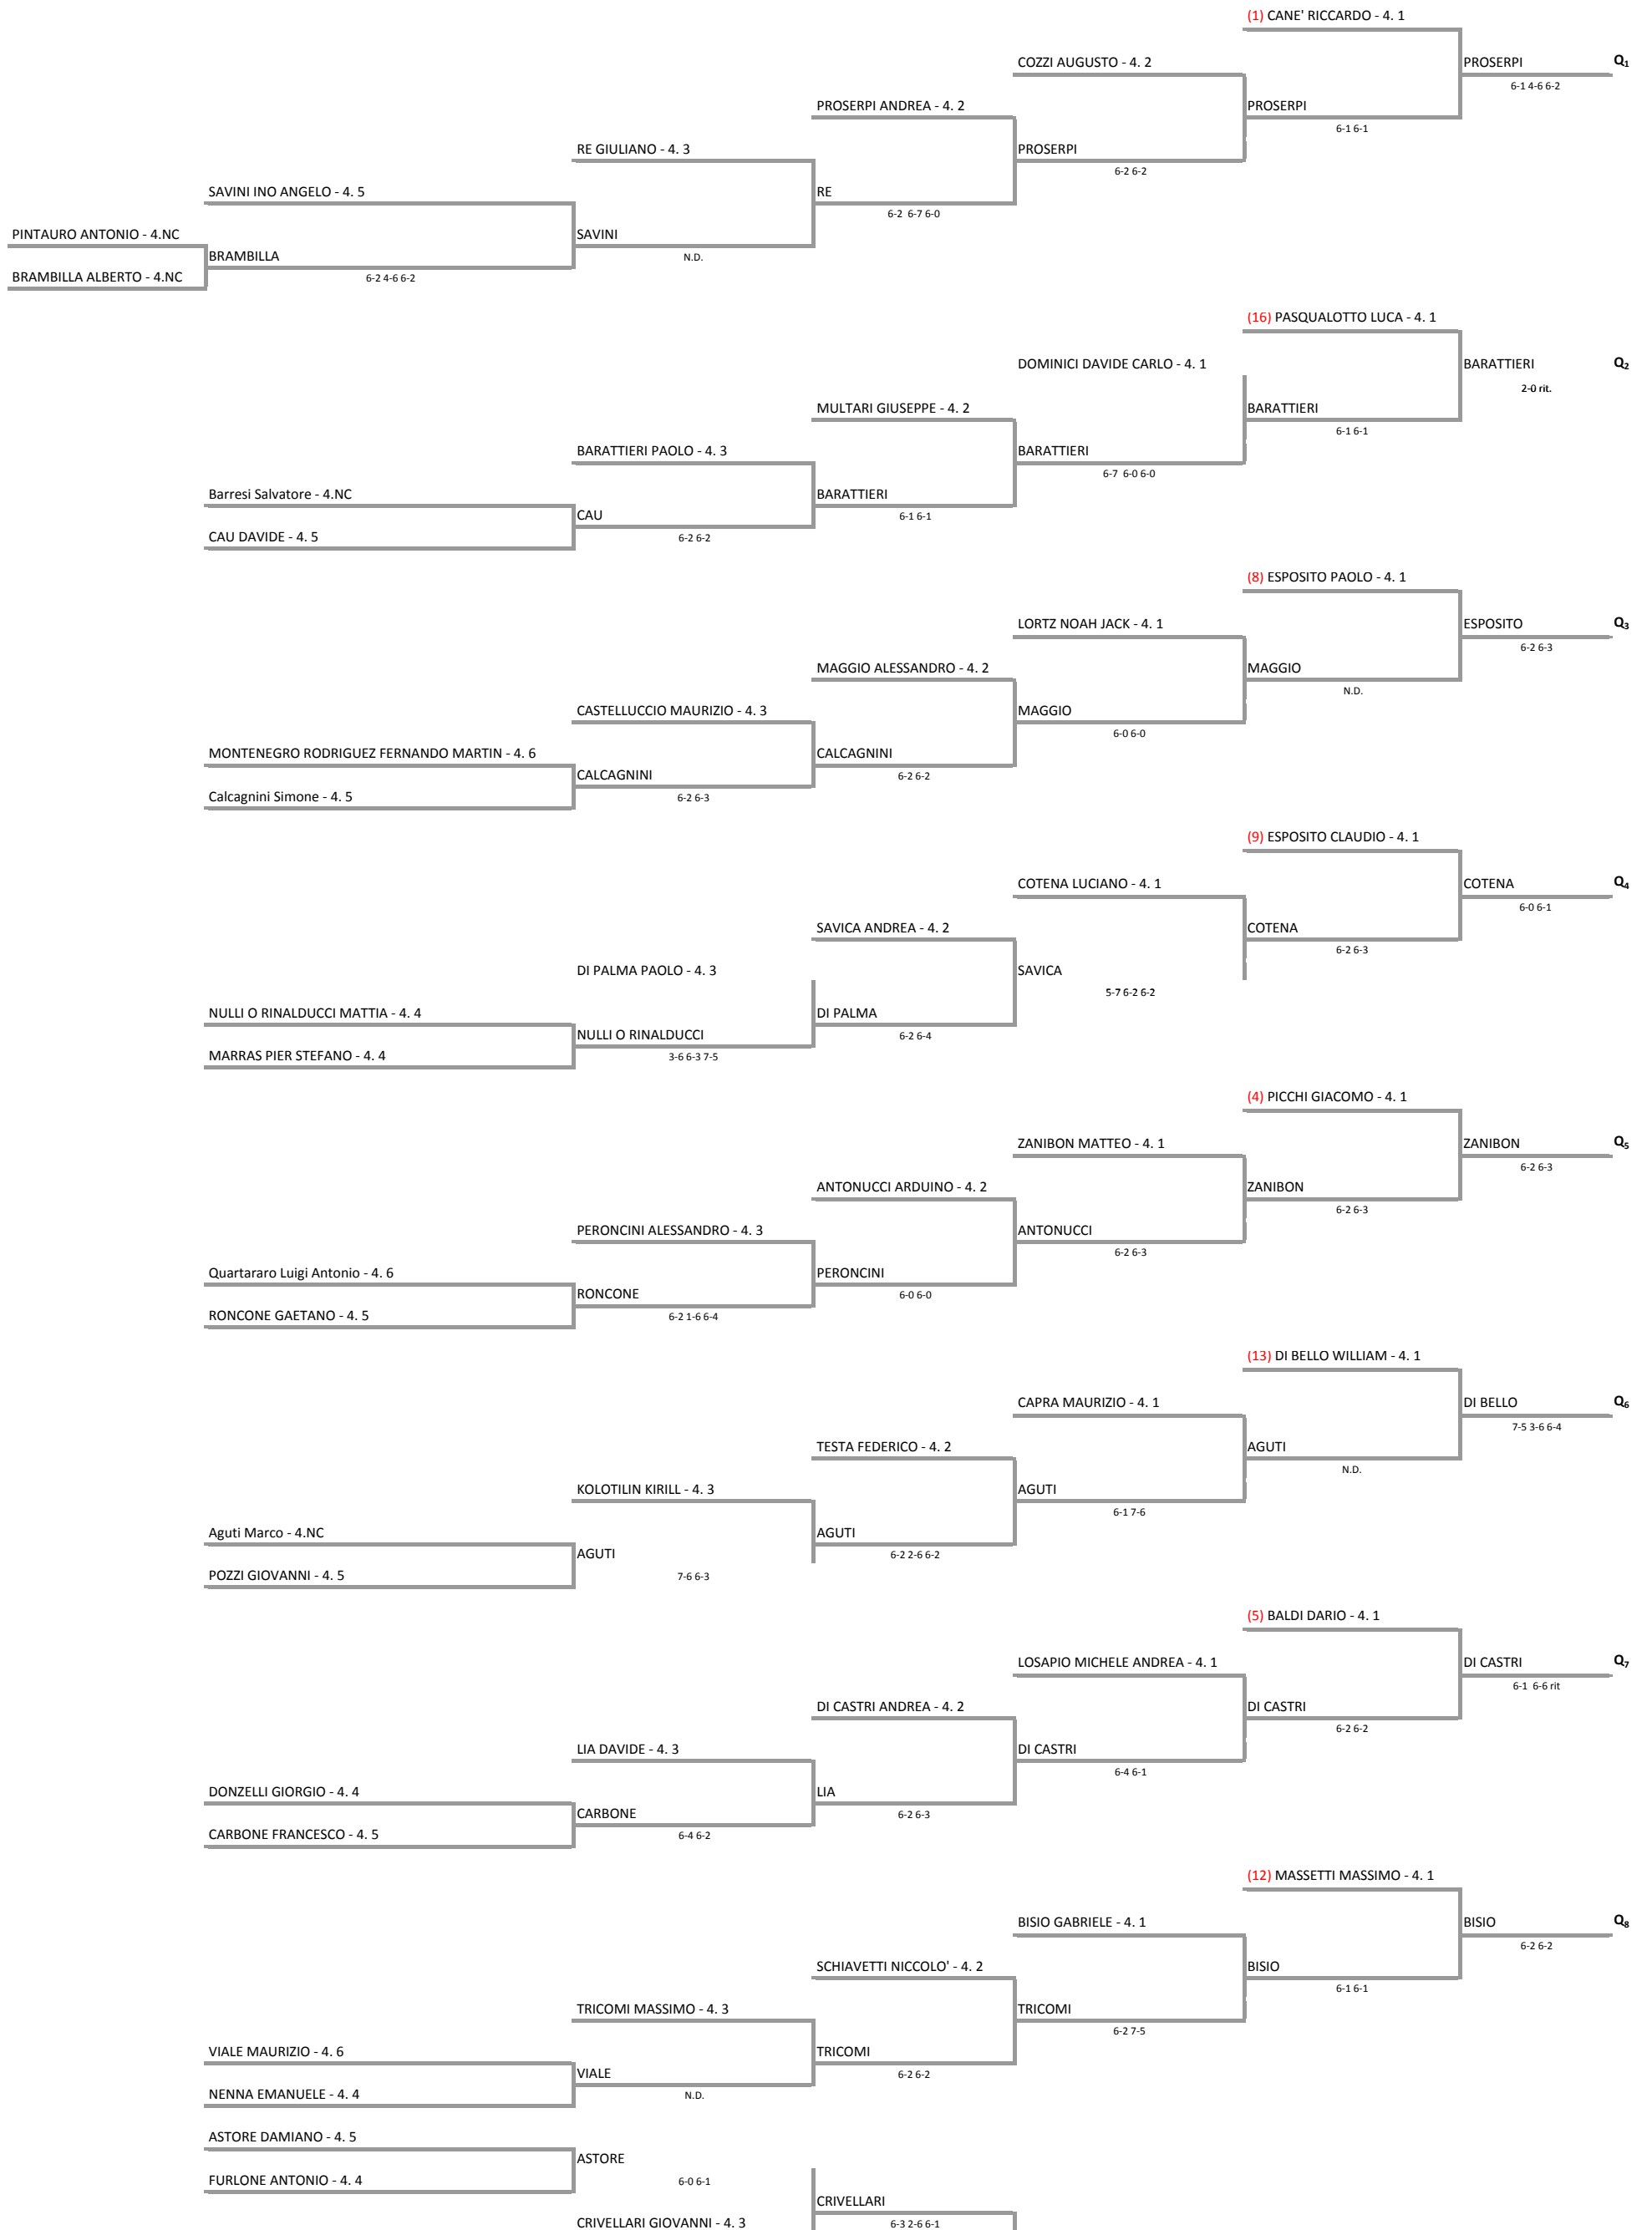 (1) CANE' RICCARDO - 4. 1
COZZI AUGUSTO - 4. 2
PROSERPI
Q1
6-1 4-6 6-2
PROSERPI ANDREA - 4. 2
PROSERPI
6-1 6-1
RE GIULIANO - 4. 3
PROSERPI
6-2 6-2
SAVINI INO ANGELO - 4. 5
RE
6-2 6-7 6-0
PINTAURO ANTONIO - 4.NC
SAVINI
BRAMBILLA
N.D.
BRAMBILLA ALBERTO - 4.NC
6-2 4-6 6-2
(16) PASQUALOTTO LUCA - 4. 1
DOMINICI DAVIDE CARLO - 4. 1
BARATTIERI
Q2
2-0 rit.
MULTARI GIUSEPPE - 4. 2
BARATTIERI
6-1 6-1
BARATTIERI PAOLO - 4. 3
BARATTIERI
6-7 6-0 6-0
Barresi Salvatore - 4.NC
BARATTIERI
CAU
6-1 6-1
CAU DAVIDE - 4. 5
6-2 6-2
(8) ESPOSITO PAOLO - 4. 1
LORTZ NOAH JACK - 4. 1
ESPOSITO
Q3
6-2 6-3
MAGGIO ALESSANDRO - 4. 2
MAGGIO
N.D.
CASTELLUCCIO MAURIZIO - 4. 3
MAGGIO
6-0 6-0
MONTENEGRO RODRIGUEZ FERNANDO MARTIN - 4. 6
CALCAGNINI
CALCAGNINI
6-2 6-2
Calcagnini Simone - 4. 5
6-2 6-3
(9) ESPOSITO CLAUDIO - 4. 1
COTENA LUCIANO - 4. 1
COTENA
Q4
6-0 6-1
SAVICA ANDREA - 4. 2
COTENA
6-2 6-3
DI PALMA PAOLO - 4. 3
SAVICA
5-7 6-2 6-2
NULLI O RINALDUCCI MATTIA - 4. 4
DI PALMA
NULLI O RINALDUCCI
6-2 6-4
MARRAS PIER STEFANO - 4. 4
3-6 6-3 7-5
(4) PICCHI GIACOMO - 4. 1
ZANIBON MATTEO - 4. 1
ZANIBON
Q5
6-2 6-3
ANTONUCCI ARDUINO - 4. 2
ZANIBON
6-2 6-3
PERONCINI ALESSANDRO - 4. 3
ANTONUCCI
6-2 6-3
Quartararo Luigi Antonio - 4. 6
PERONCINI
RONCONE
6-0 6-0
RONCONE GAETANO - 4. 5
6-2 1-6 6-4
(13) DI BELLO WILLIAM - 4. 1
CAPRA MAURIZIO - 4. 1
DI BELLO
Q6
7-5 3-6 6-4
TESTA FEDERICO - 4. 2
AGUTI
N.D.
KOLOTILIN KIRILL - 4. 3
AGUTI
6-1 7-6
Aguti Marco - 4.NC
AGUTI
AGUTI
6-2 2-6 6-2
POZZI GIOVANNI - 4. 5
7-6 6-3
(5) BALDI DARIO - 4. 1
LOSAPIO MICHELE ANDREA - 4. 1
DI CASTRI
Q7
6-1 6-6 rit
DI CASTRI ANDREA - 4. 2
DI CASTRI
6-2 6-2
LIA DAVIDE - 4. 3
DI CASTRI
6-4 6-1
DONZELLI GIORGIO - 4. 4
LIA
CARBONE
6-2 6-3
CARBONE FRANCESCO - 4. 5
6-4 6-2
(12) MASSETTI MASSIMO - 4. 1
BISIO GABRIELE - 4. 1
BISIO
Q8
6-2 6-2
SCHIAVETTI NICCOLO' - 4. 2
BISIO
6-1 6-1
TRICOMI MASSIMO - 4. 3
TRICOMI
6-2 7-5
VIALE MAURIZIO - 4. 6
TRICOMI
VIALE
6-2 6-2
NENNA EMANUELE - 4. 4
N.D.
ASTORE DAMIANO - 4. 5
ASTORE
FURLONE ANTONIO - 4. 4
6-0 6-1
CRIVELLARI
CRIVELLARI GIOVANNI - 4. 3
6-3 2-6 6-1